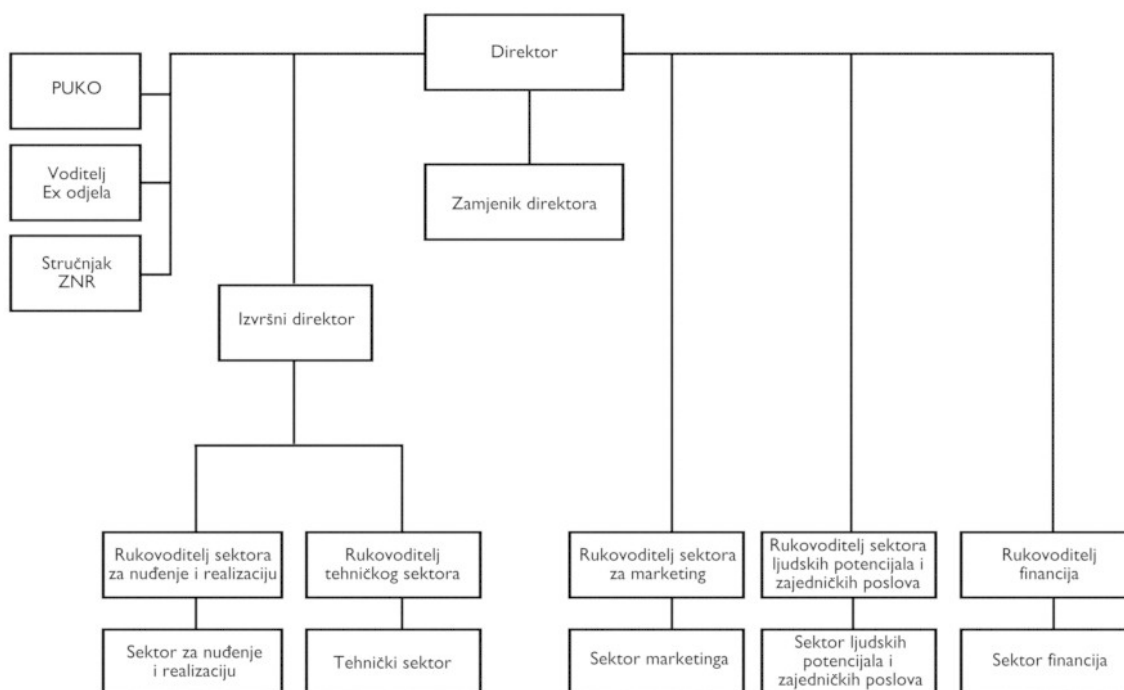 Direktor
PUKO
Voditelj
Ex odjela
Zamjenik direktora
Stručnjak
ZNR
Izvršni direktor
Rukovoditelj sektora
za nuđenje i realizaciju
Rukovoditelj
tehničkog sektora
Rukovoditelj sektora
za marketing
Rukovoditelj sektora
ljudskih potencijala i
zajedničkih poslova
Rukovoditelj
financija
Sektor za nuđenje
i realizaciju
Tehnički sektor
Sektor marketinga
Sektor ljudskih
potencijala i
zajedničkih poslova
Sektor financija